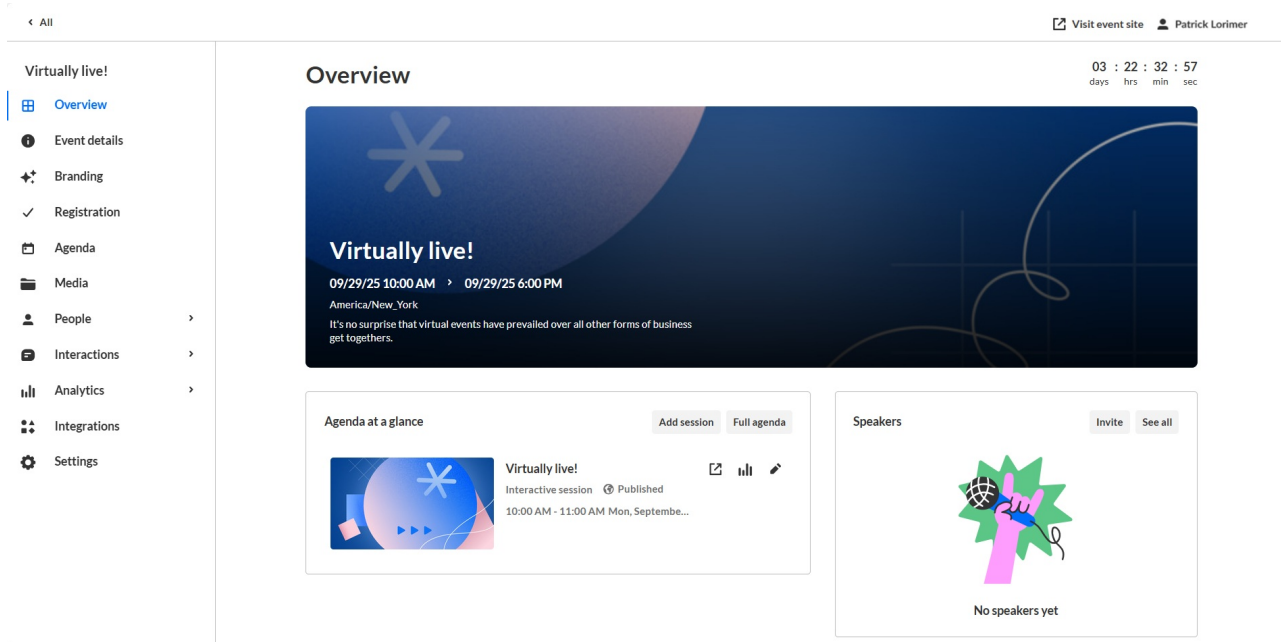 All
Visit event site
Patrick Lorimer
Virtually live!
Overview
Event details
Branding
Registration
Agenda
Media
People
Interactions
Analytics
Integrations
Settings
Overview
03 : 22 : 32 : 57
days hrs min sec
Virtually live!
09/29/25 10:00 AM > 09/29/25 6:00 PM
America/New_York
It's no surprise that virtual events have prevailed over all other forms of business
get togethers.
Agenda at a glance
Add session
Full agenda
Virtually live!
Interactive session Published
10:00 AM - 11:00 AM Mon, Septembe...
Speakers
Invite
See all
No speakers yet